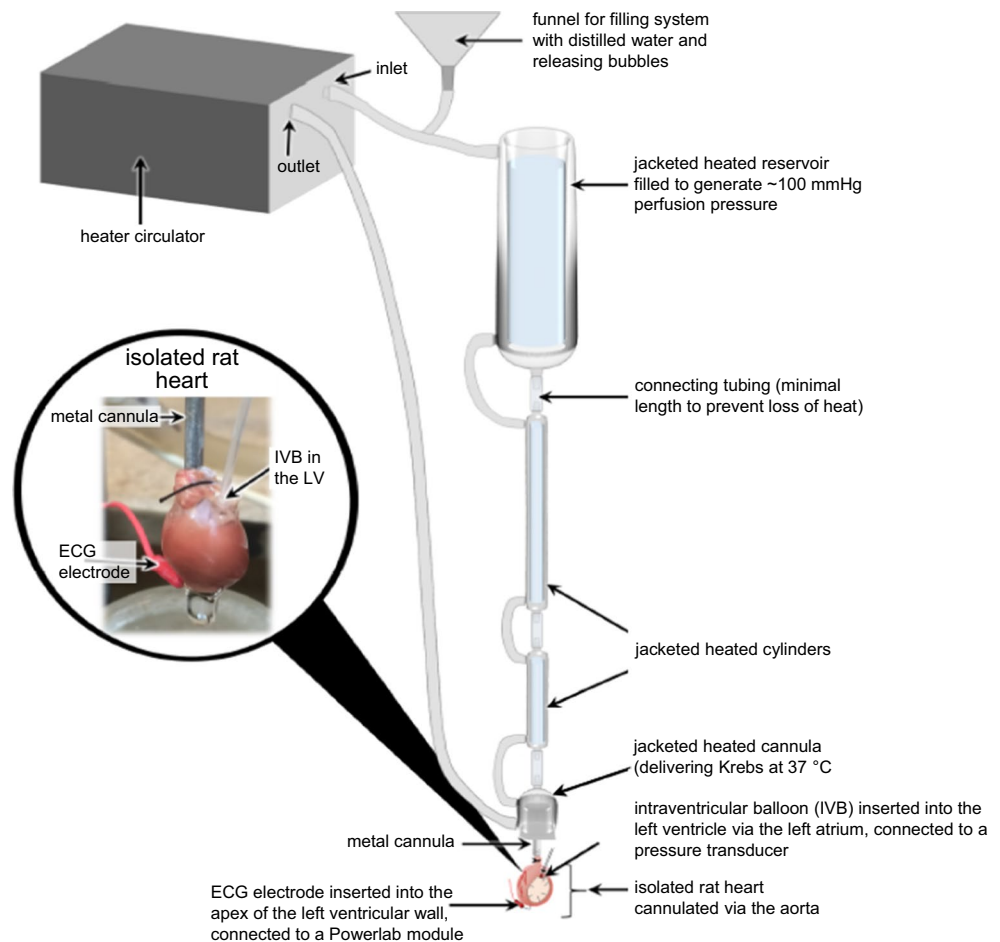 funnel for filling system
with distilled water and
releasing bubbles
inlet
outlet
heater circulator
jacketed heated reservoir
filled to generate ~100 mmHg
perfusion pressure
isolated rat
heart
metal cannula
IVB in
the LV
ECG
electrode
connecting tubing (minimal
length to prevent loss of heat)
jacketed heated cylinders
jacketed heated cannula
(delivering Krebs at 37 °C
intraventricular balloon (IVB) inserted into the
left ventricle via the left atrium, connected to a
pressure transducer
metal cannula
isolated rat heart
cannulated via the aorta
ECG electrode inserted into the
apex of the left ventricular wall,
connected to a Powerlab module